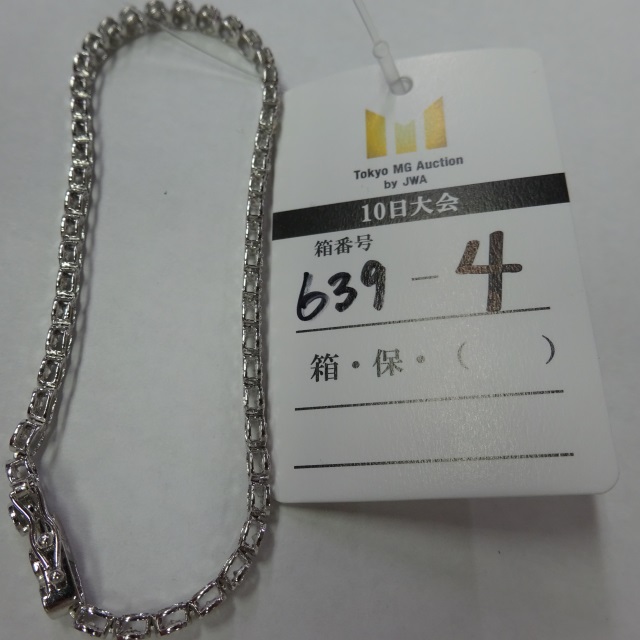 Tokyo MG Auction
by JWA
10日大会
箱番号
639-4
箱・保・(　　)